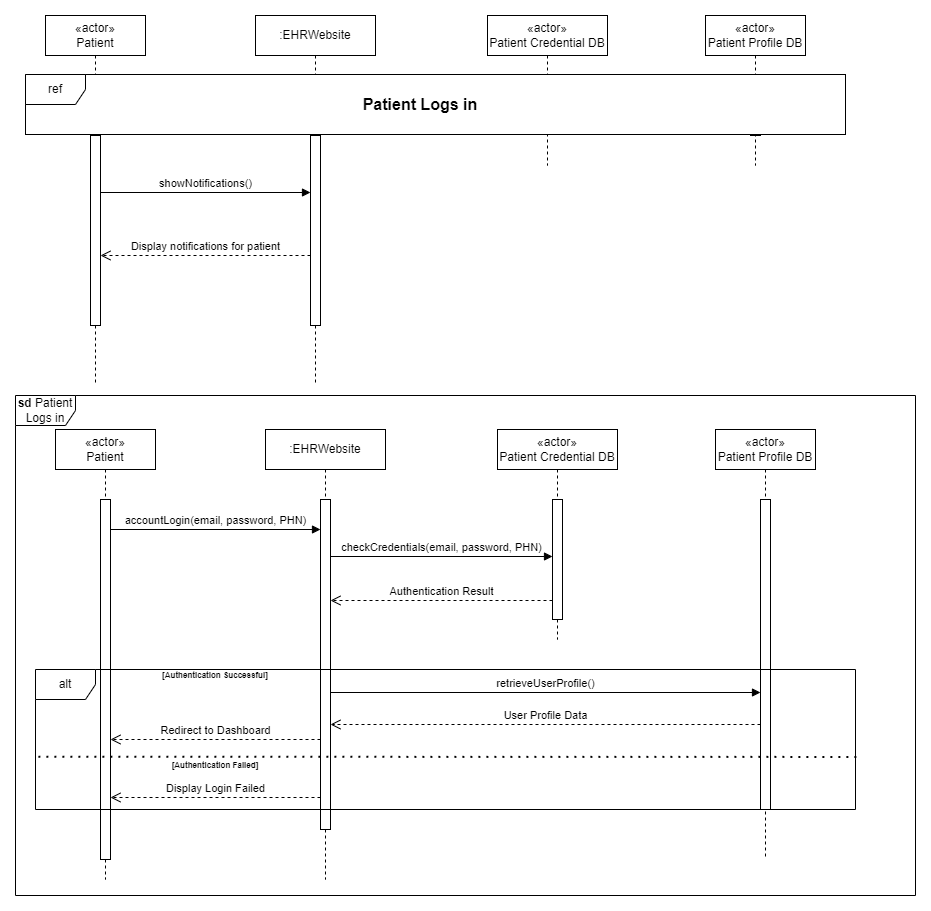 «actor»
Patient
:EHRWebsite
«actor»
Patient Credential DB
«actor»
Patient Profile DB
ref
Patient Logs in
showNotifications()
Display notifications for patient
sd Patient
Logs in
«actor»
Patient
:EHRWebsite
«actor»
Patient Credential DB
«actor»
Patient Profile DB
accountLogin(email, password, PHN)
checkCredentials(email, password, PHN)
Authentication Result
alt
[Authentication Successful]
retrieveUserProfile()
User Profile Data
Redirect to Dashboard
[Authentication Failed]
Display Login Failed